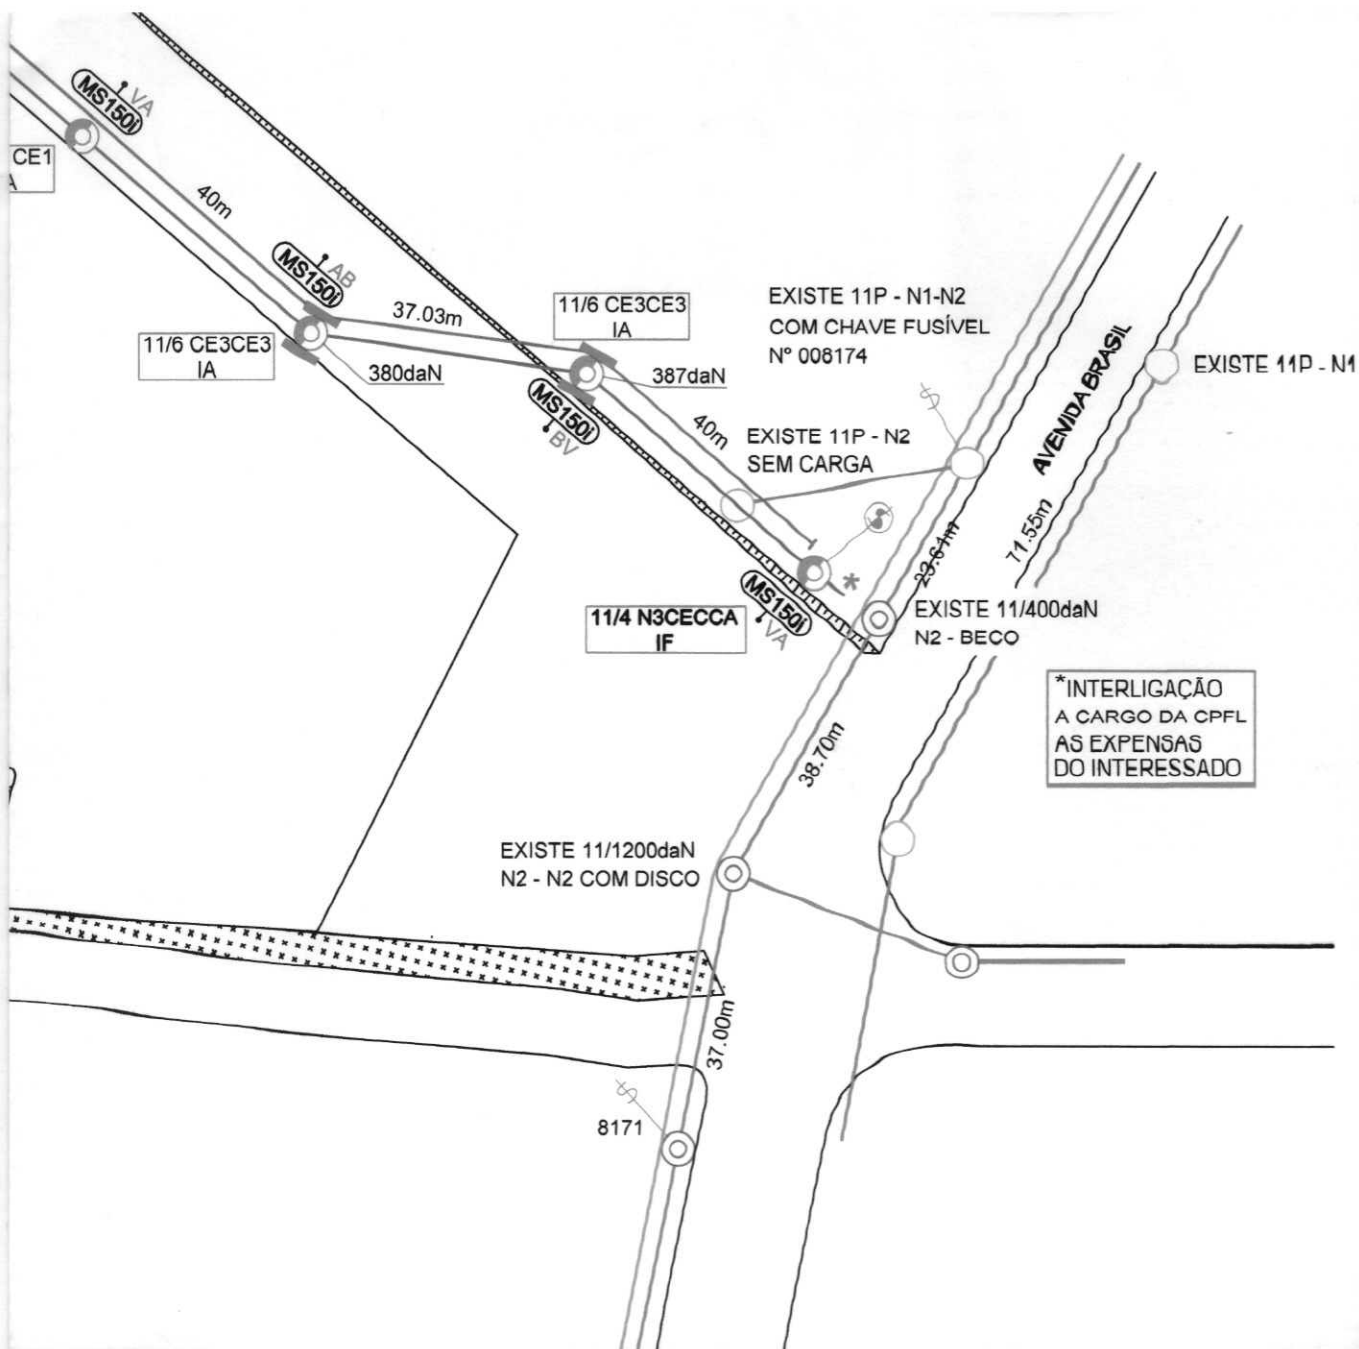 MS150i
VA
CE1
A
40m
MS150i
AB
37.03m
11/6 CE3CE3
IA
11/6 CE3CE3
IA
380daN
387daN
MS150i
BV
40m
EXISTE 11P - N1-N2
COM CHAVE FUSÍVEL
Nº 008174
EXISTE 11P - N2
SEM CARGA
AVENIDA BRASIL
EXISTE 11P - N1
71.55m
23.61m
*
MS150i
VA
11/4 N3CECCA
IF
EXISTE 11/400daN
N2 - BECO
*INTERLIGAÇÃO
A CARGO DA CPFL
AS EXPENSAS
DO INTERESSADO
38.70m
EXISTE 11/1200daN
N2 - N2 COM DISCO
37.00m
8171